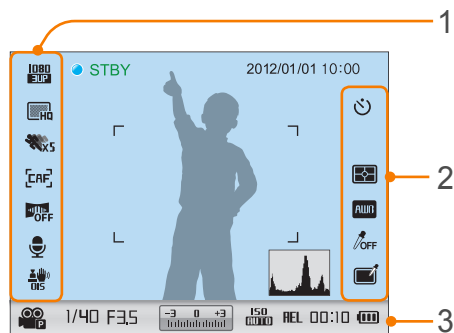 1
STBY 2012/01/01 10:00
1080
30P
HQ
X5
CAF
OFF
OIS
AWB
OFF
P 1/40 F3.5 -3 0 +3 ISO AUTO REL 00:10
2
3